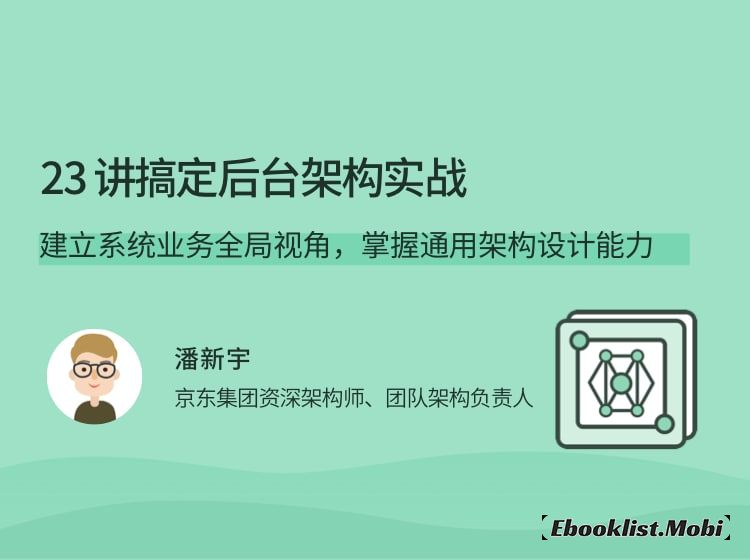 23 讲搞定后台架构实战
建立系统业务全局视角，掌握通用架构设计能力
潘新宇
京东集团资深架构师、团队架构负责人
Ebooklist.Mobi